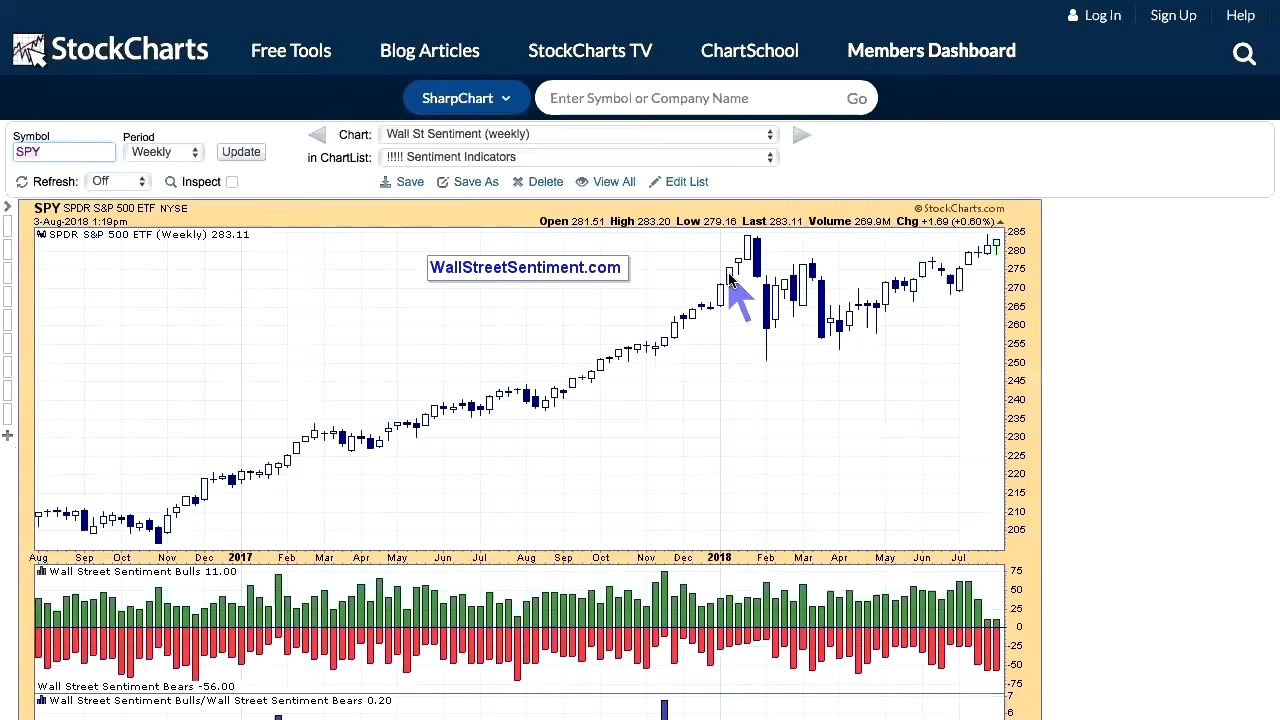 Log In Sign Up Help
StockCharts Free Tools Blog Articles StockCharts TV ChartSchool Members Dashboard
SharpChart Enter Symbol or Company Name Go
Symbol Period Chart: Wall St Sentiment (weekly)
SPY Weekly Update in ChartList: !!!!! Sentiment Indicators
Refresh: Off Inspect Save Save As Delete View All Edit List
SPY SPDR S&P 500 ETF NYSE © StockCharts.com
3-Aug-2018 1:19pm Open 281.51 High 283.20 Low 279.16 Last 283.11 Volume 269.9M Chg +1.69 (+0.60%)
SPDR S&P 500 ETF (Weekly) 283.11
WallStreetSentiment.com
285
280
275
270
265
260
255
250
245
240
235
230
225
220
215
210
205
Aug Sep Oct Nov Dec 2017 Feb Mar Apr May Jun Jul Aug Sep Oct Nov Dec 2018 Feb Mar Apr May Jun Jul
Wall Street Sentiment Bulls 11.00
75
50
25
0
-25
-50
-75
Wall Street Sentiment Bears -56.00
Wall Street Sentiment Bulls/Wall Street Sentiment Bears 0.20
7
6